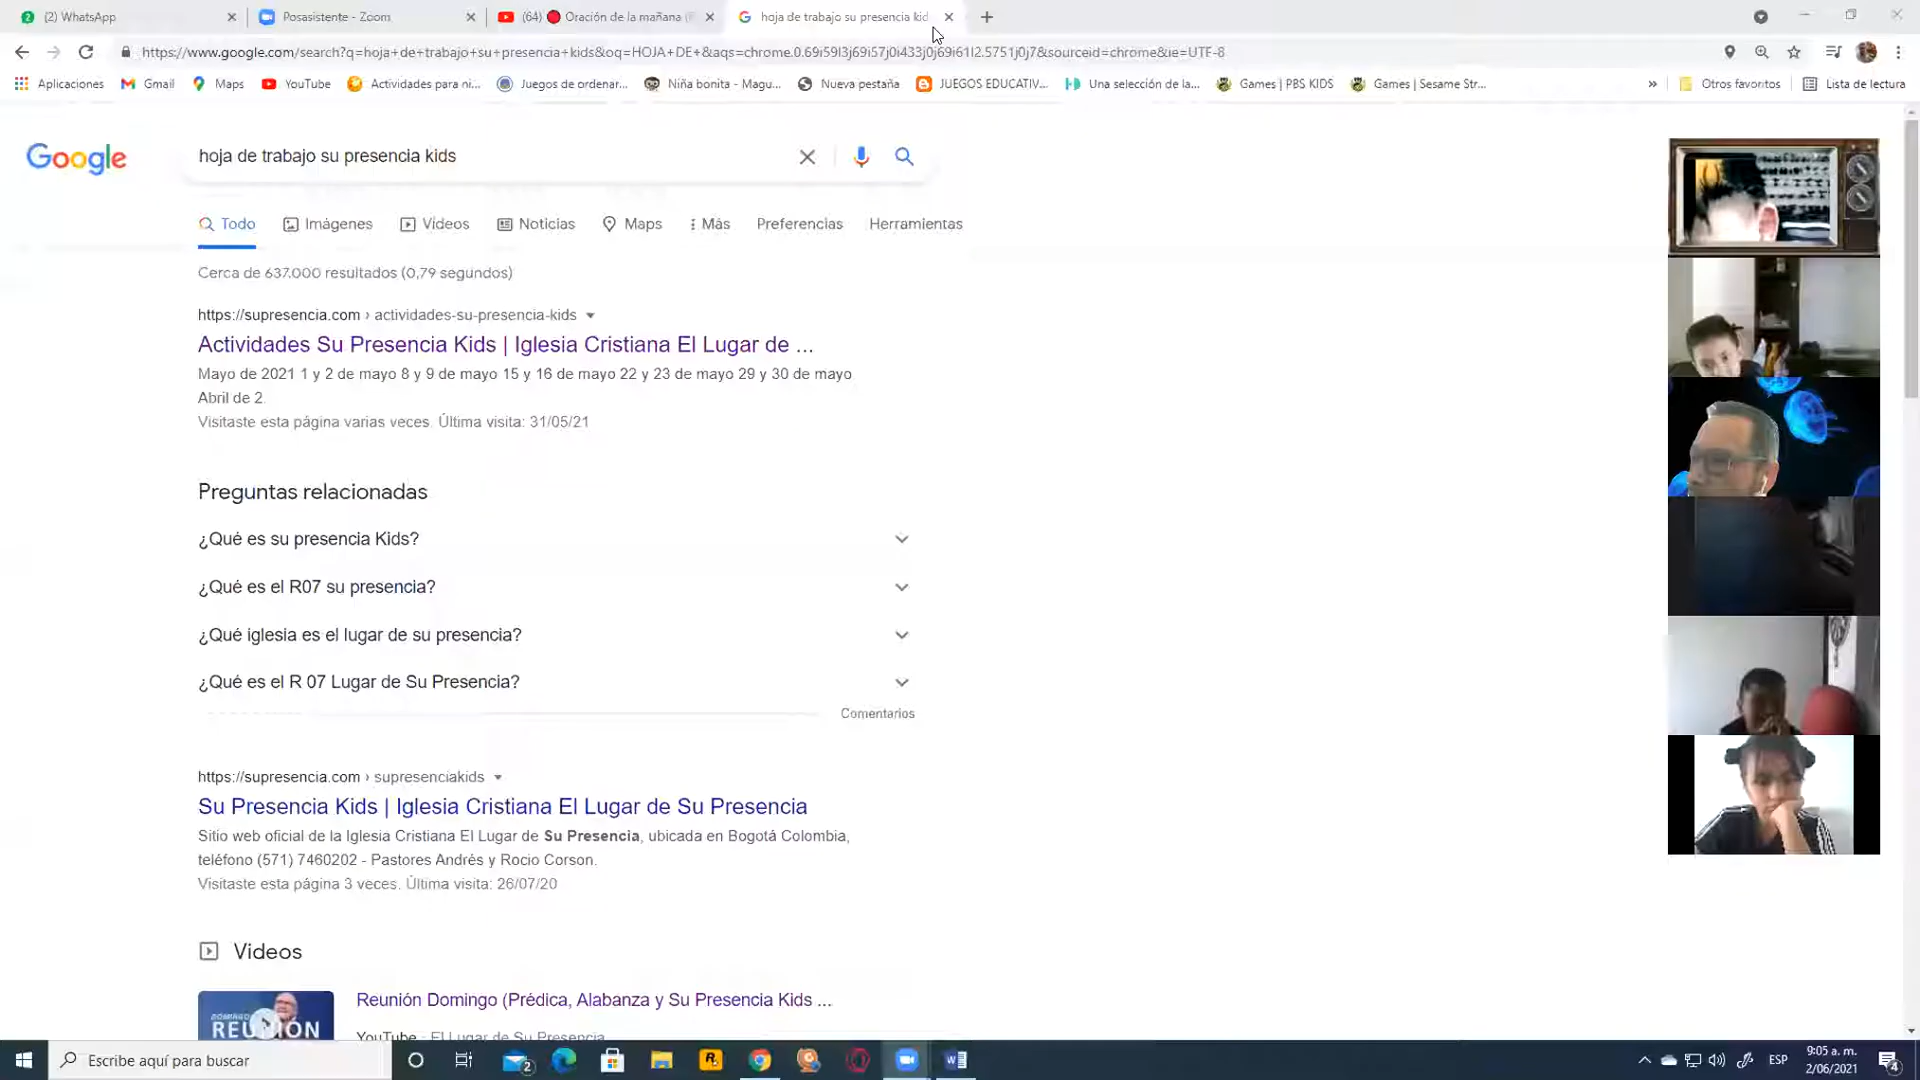 (2) WhatsApp
Posasistente - Zoom
(64) 🔴 Oración de la mañana (
hoja de trabajo su presencia kid
https://www.google.com/search?q=hoja+de+trabajo+su+presencia+kids&oq=HOJA+DE+&aqs=chrome.0.69i59l3j69i57j0i433j0j69i61l2.5751j0j7&sourceid=chrome&ie=UTF-8
Aplicaciones
Gmail
Maps
YouTube
Actividades para ni...
Juegos de ordenar...
Niña bonita - Magu...
Nueva pestaña
JUEGOS EDUCATIV...
Una selección de la...
Games | PBS KIDS
Games | Sesame Str...
»
Otros favoritos
Lista de lectura
Google
hoja de trabajo su presencia kids
Todo
Imágenes
Videos
Noticias
Maps
Más
Preferencias
Herramientas
Cerca de 637.000 resultados (0,79 segundos)
https://supresencia.com › actividades-su-presencia-kids
Actividades Su Presencia Kids | Iglesia Cristiana El Lugar de ...
Mayo de 2021 1 y 2 de mayo 8 y 9 de mayo 15 y 16 de mayo 22 y 23 de mayo 29 y 30 de mayo
Abril de 2
Visitaste esta página varias veces. Última visita: 31/05/21
Preguntas relacionadas
¿Qué es su presencia Kids?
¿Qué es el R07 su presencia?
¿Qué iglesia es el lugar de su presencia?
¿Qué es el R 07 Lugar de Su Presencia?
Comentarios
https://supresencia.com › supresenciakids
Su Presencia Kids | Iglesia Cristiana El Lugar de Su Presencia
Sitio web oficial de la Iglesia Cristiana El Lugar de Su Presencia, ubicada en Bogotá Colombia,
teléfono (571) 7460202 - Pastores Andrés y Rocio Corson.
Visitaste esta página 3 veces. Última visita: 26/07/20
Videos
DOMINGO
REUNIÓN
Reunión Domingo (Prédica, Alabanza y Su Presencia Kids ...
YouTube · El Lugar de Su Presencia
Escribe aquí para buscar
2
R
ESP
9:05 a. m.
2/06/2021
4